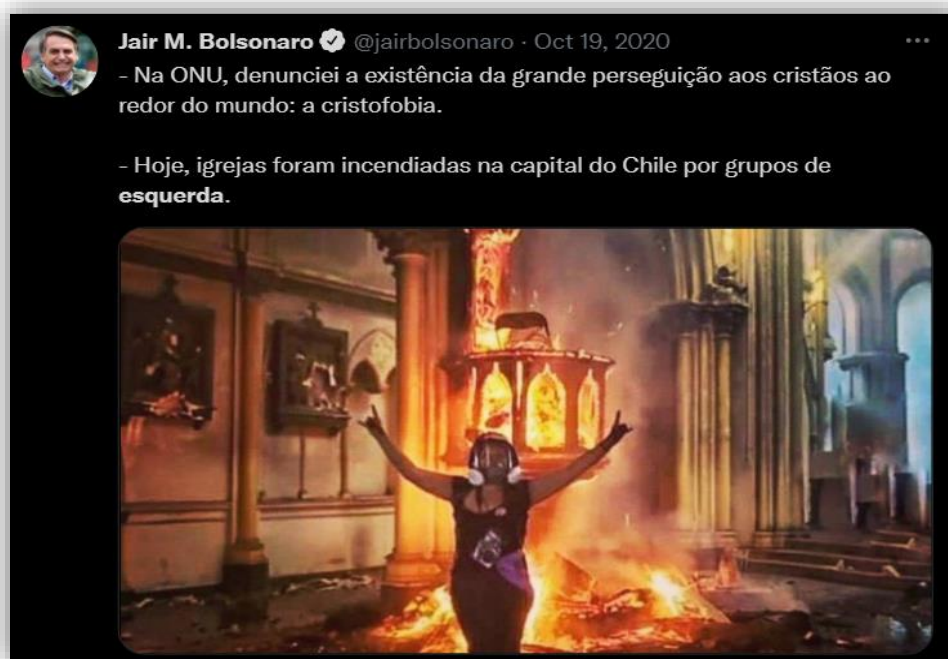 Jair M. Bolsonaro @jairbolsonaro · Oct 19, 2020
- Na ONU, denunciei a existência da grande perseguição aos cristãos ao
redor do mundo: a cristofobia.
- Hoje, igrejas foram incendiadas na capital do Chile por grupos de
esquerda.